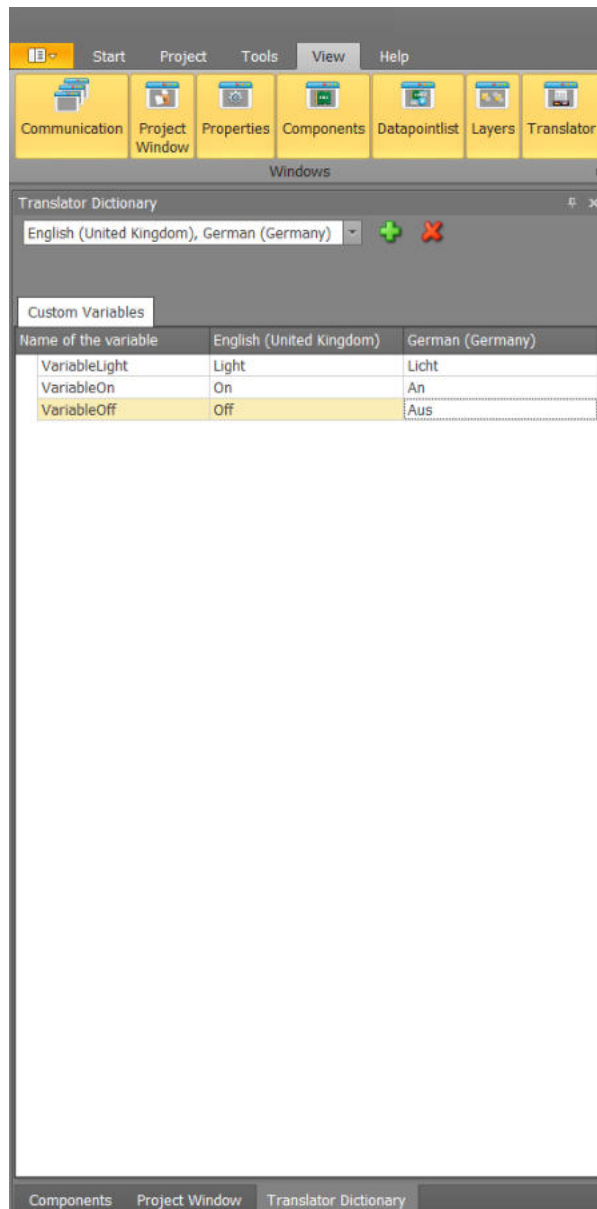 Start Project Tools View Help
Communication Project Window Properties Components Datapointlist Layers Translator
Windows
Translator Dictionary
English (United Kingdom), German (Germany)
Custom Variables
Name of the variable English (United Kingdom) German (Germany)
VariableLight Light Licht
VariableOn On An
VariableOff Off Aus
Components Project Window Translator Dictionary